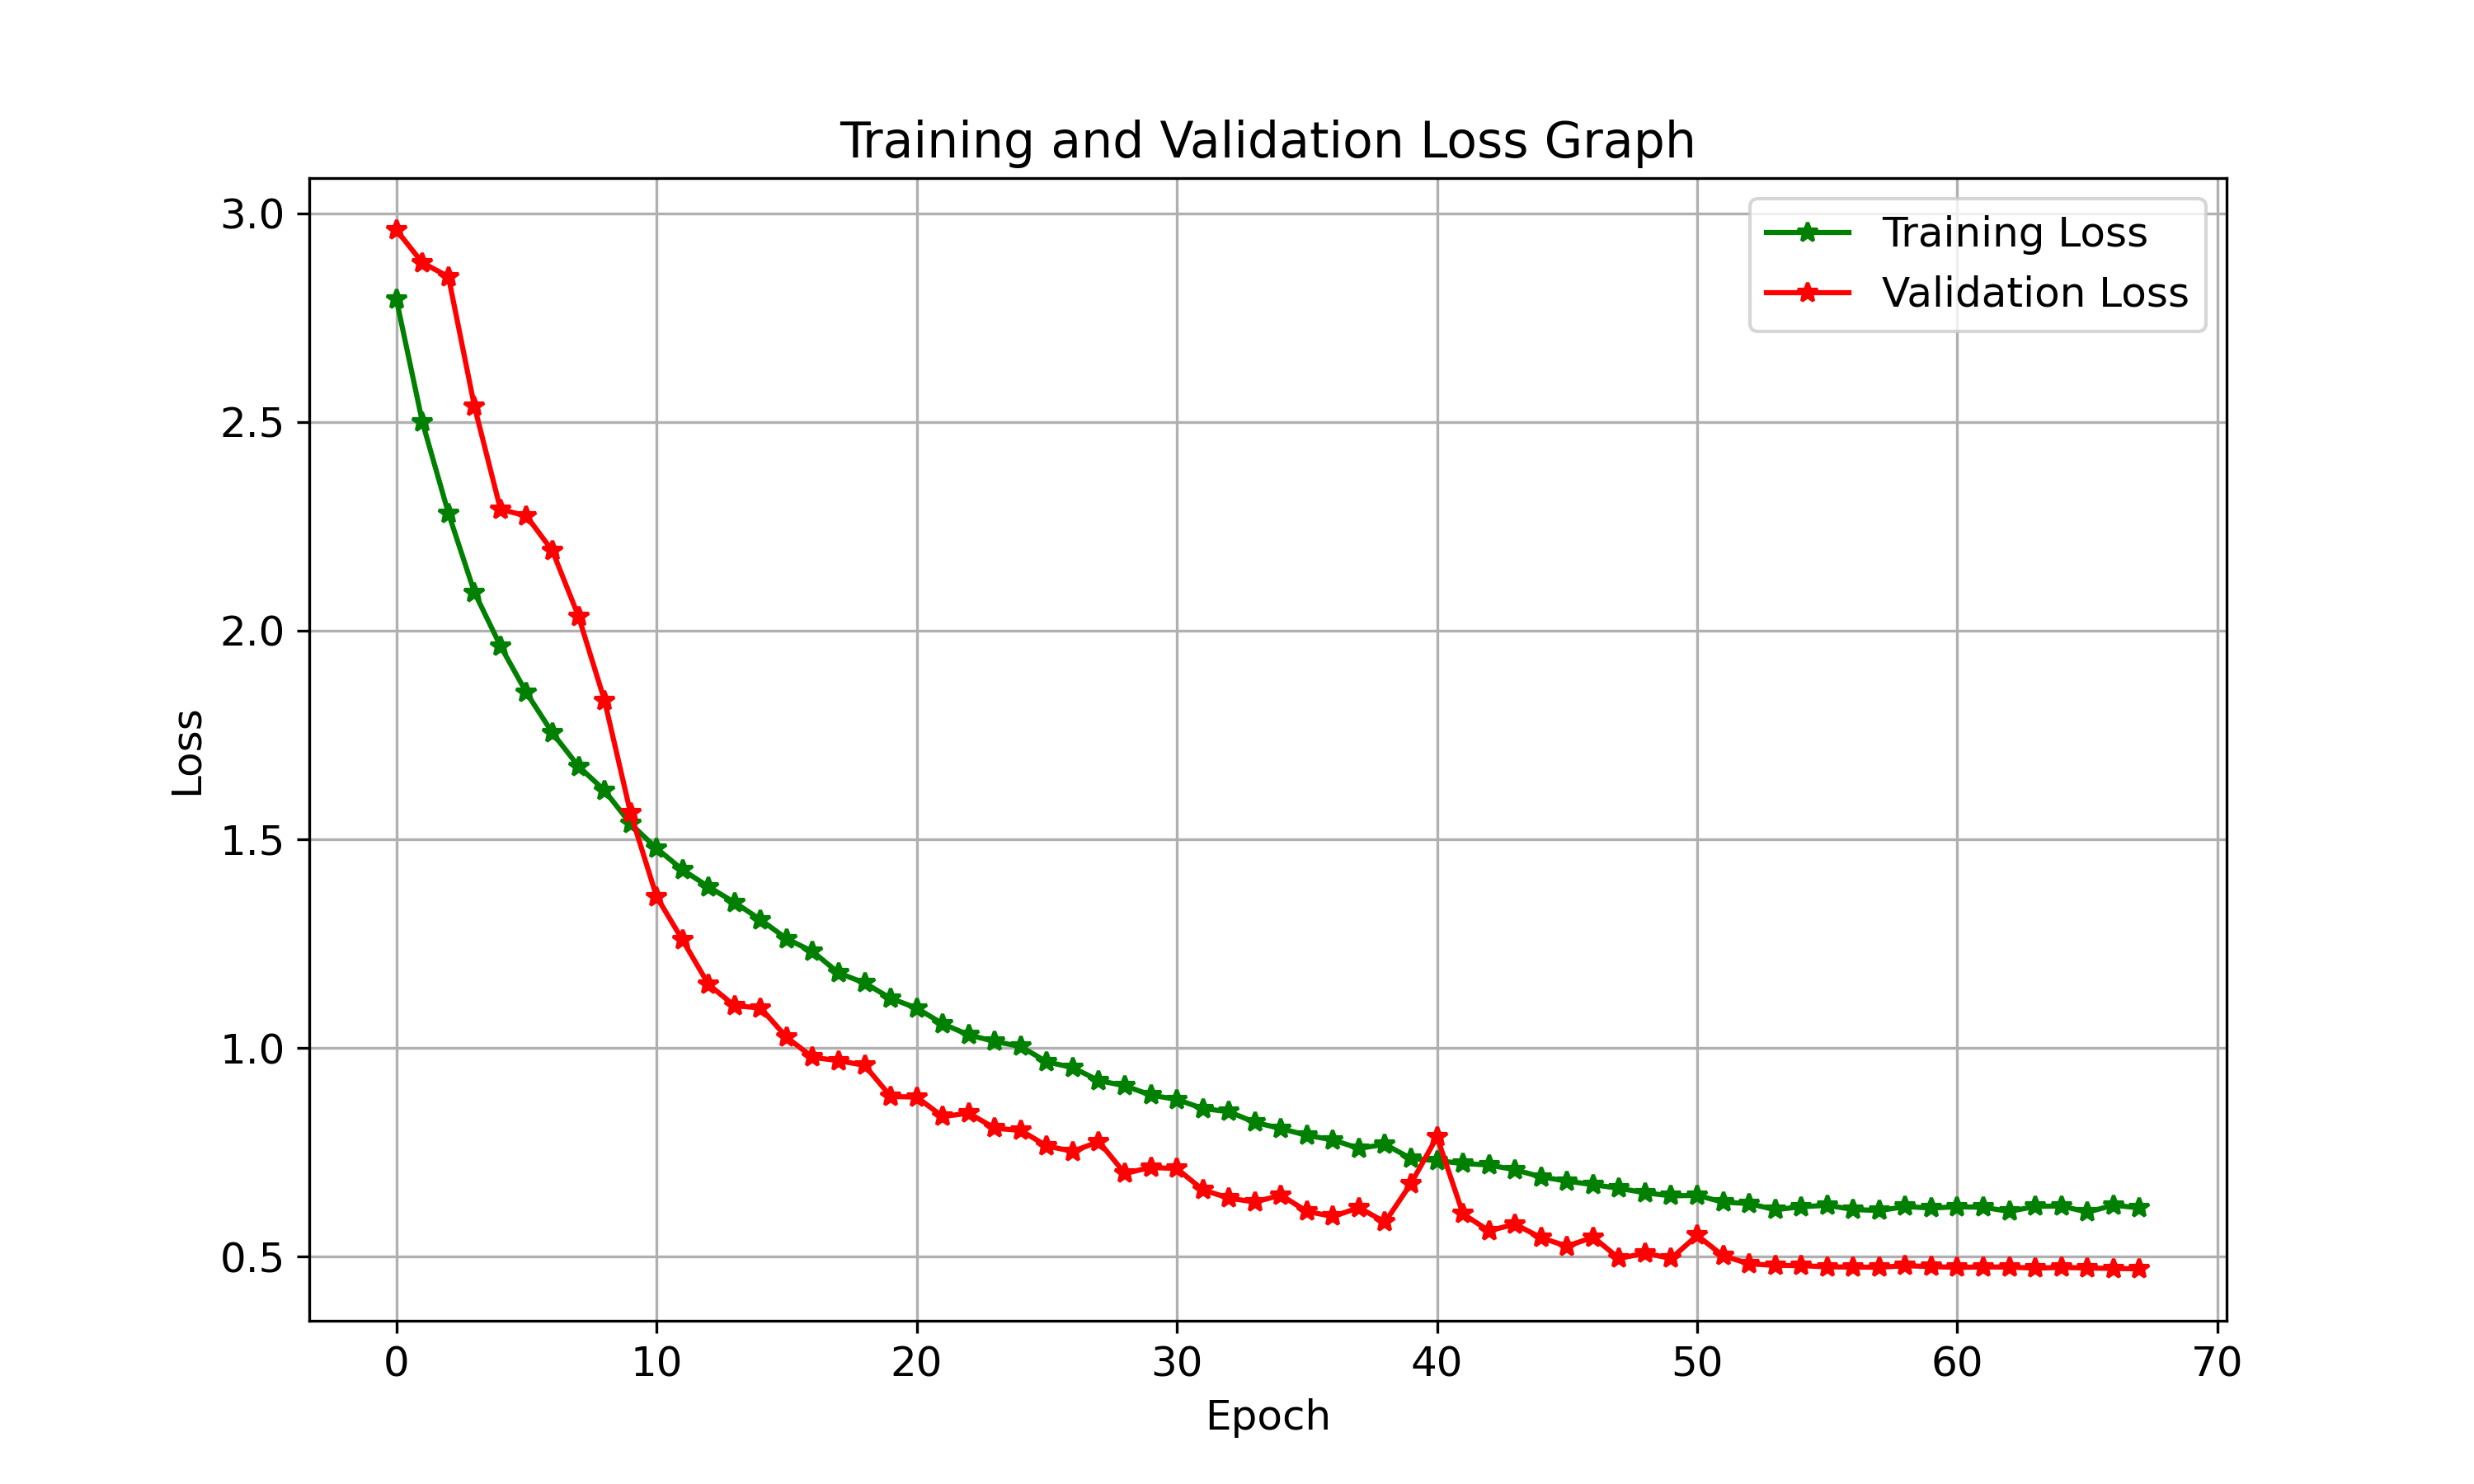 Training and Validation Loss Graph
Training Loss
Validation Loss
3.0
2.5
2.0
1.5
1.0
0.5
Loss
0 10 20 30 40 50 60 70
Epoch